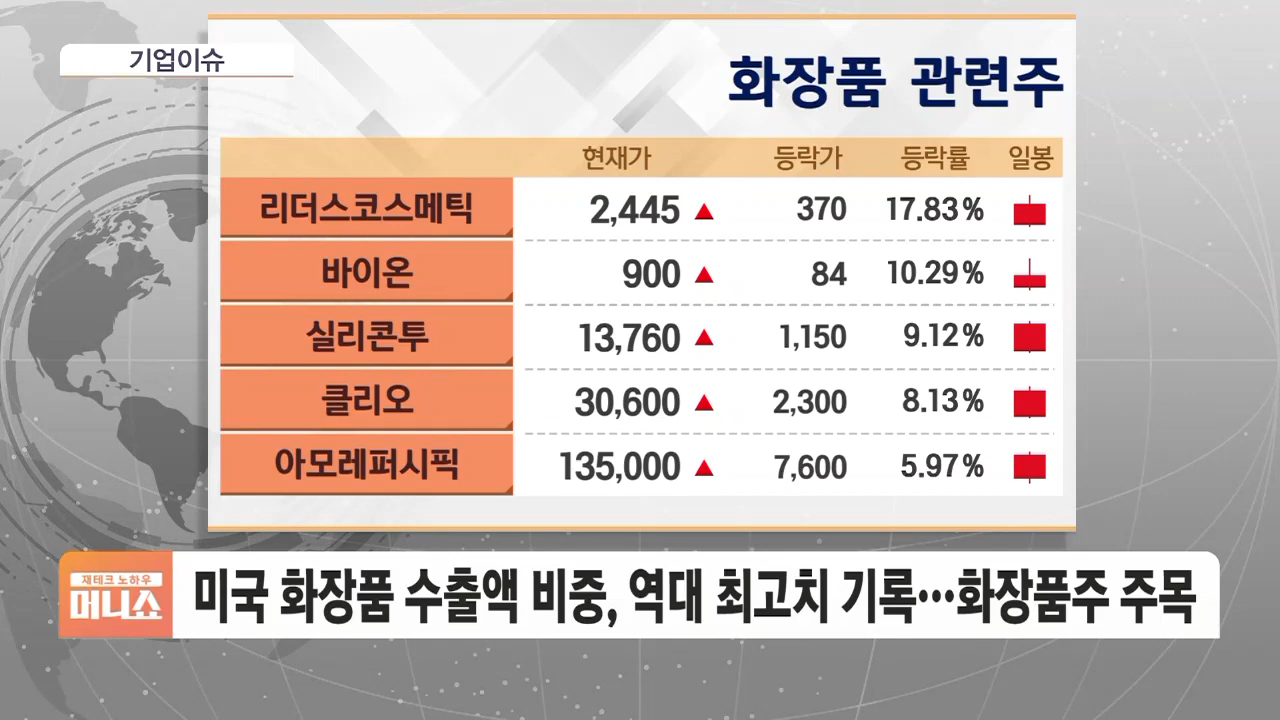 기업이슈
화장품 관련주
현재가 등락가 등락률 일봉
리더스코스메틱 2,445 ▲ 370 17.83%
바이온 900 ▲ 84 10.29%
실리콘투 13,760 ▲ 1,150 9.12%
클리오 30,600 ▲ 2,300 8.13%
아모레퍼시픽 135,000 ▲ 7,600 5.97%
재테크 노하우
머니쇼
미국 화장품 수출액 비중, 역대 최고치 기록…화장품주 주목